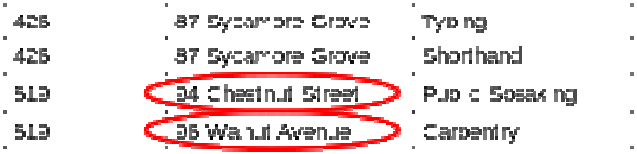 426 87 Sycamore Grove Typing
426 87 Sycamore Grove Shorthand
519 94 Chestnut Street Public Speaking
519 96 Walnut Avenue Carpentry